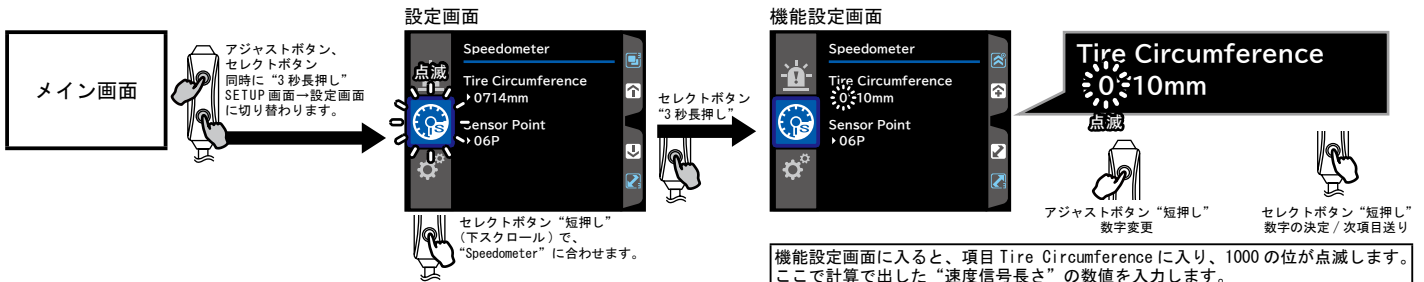 設定画面
機能設定画面
メイン画面
アジャストボタン、
セレクトボタン
同時に“3秒長押し”
SETUP画面→設定画面
に切り替わります。
点滅
Speedometer
Tire Circumference
0714mm
Sensor Point
06P
セレクトボタン
“3秒長押し”
セレクトボタン“短押し”
(下スクロール)で、
“Speedometer”に合わせます。
Speedometer
Tire Circumference
0 10mm
Sensor Point
06P
Tire Circumference
0 10mm
点滅
アジャストボタン“短押し”
数字変更
セレクトボタン“短押し”
数字の決定/次項目送り
機能設定画面に入ると、項目Tire Circumferenceに入り、1000の位が点滅します。
ここで計算で出した“速度信号長さ”の数値を入力します。